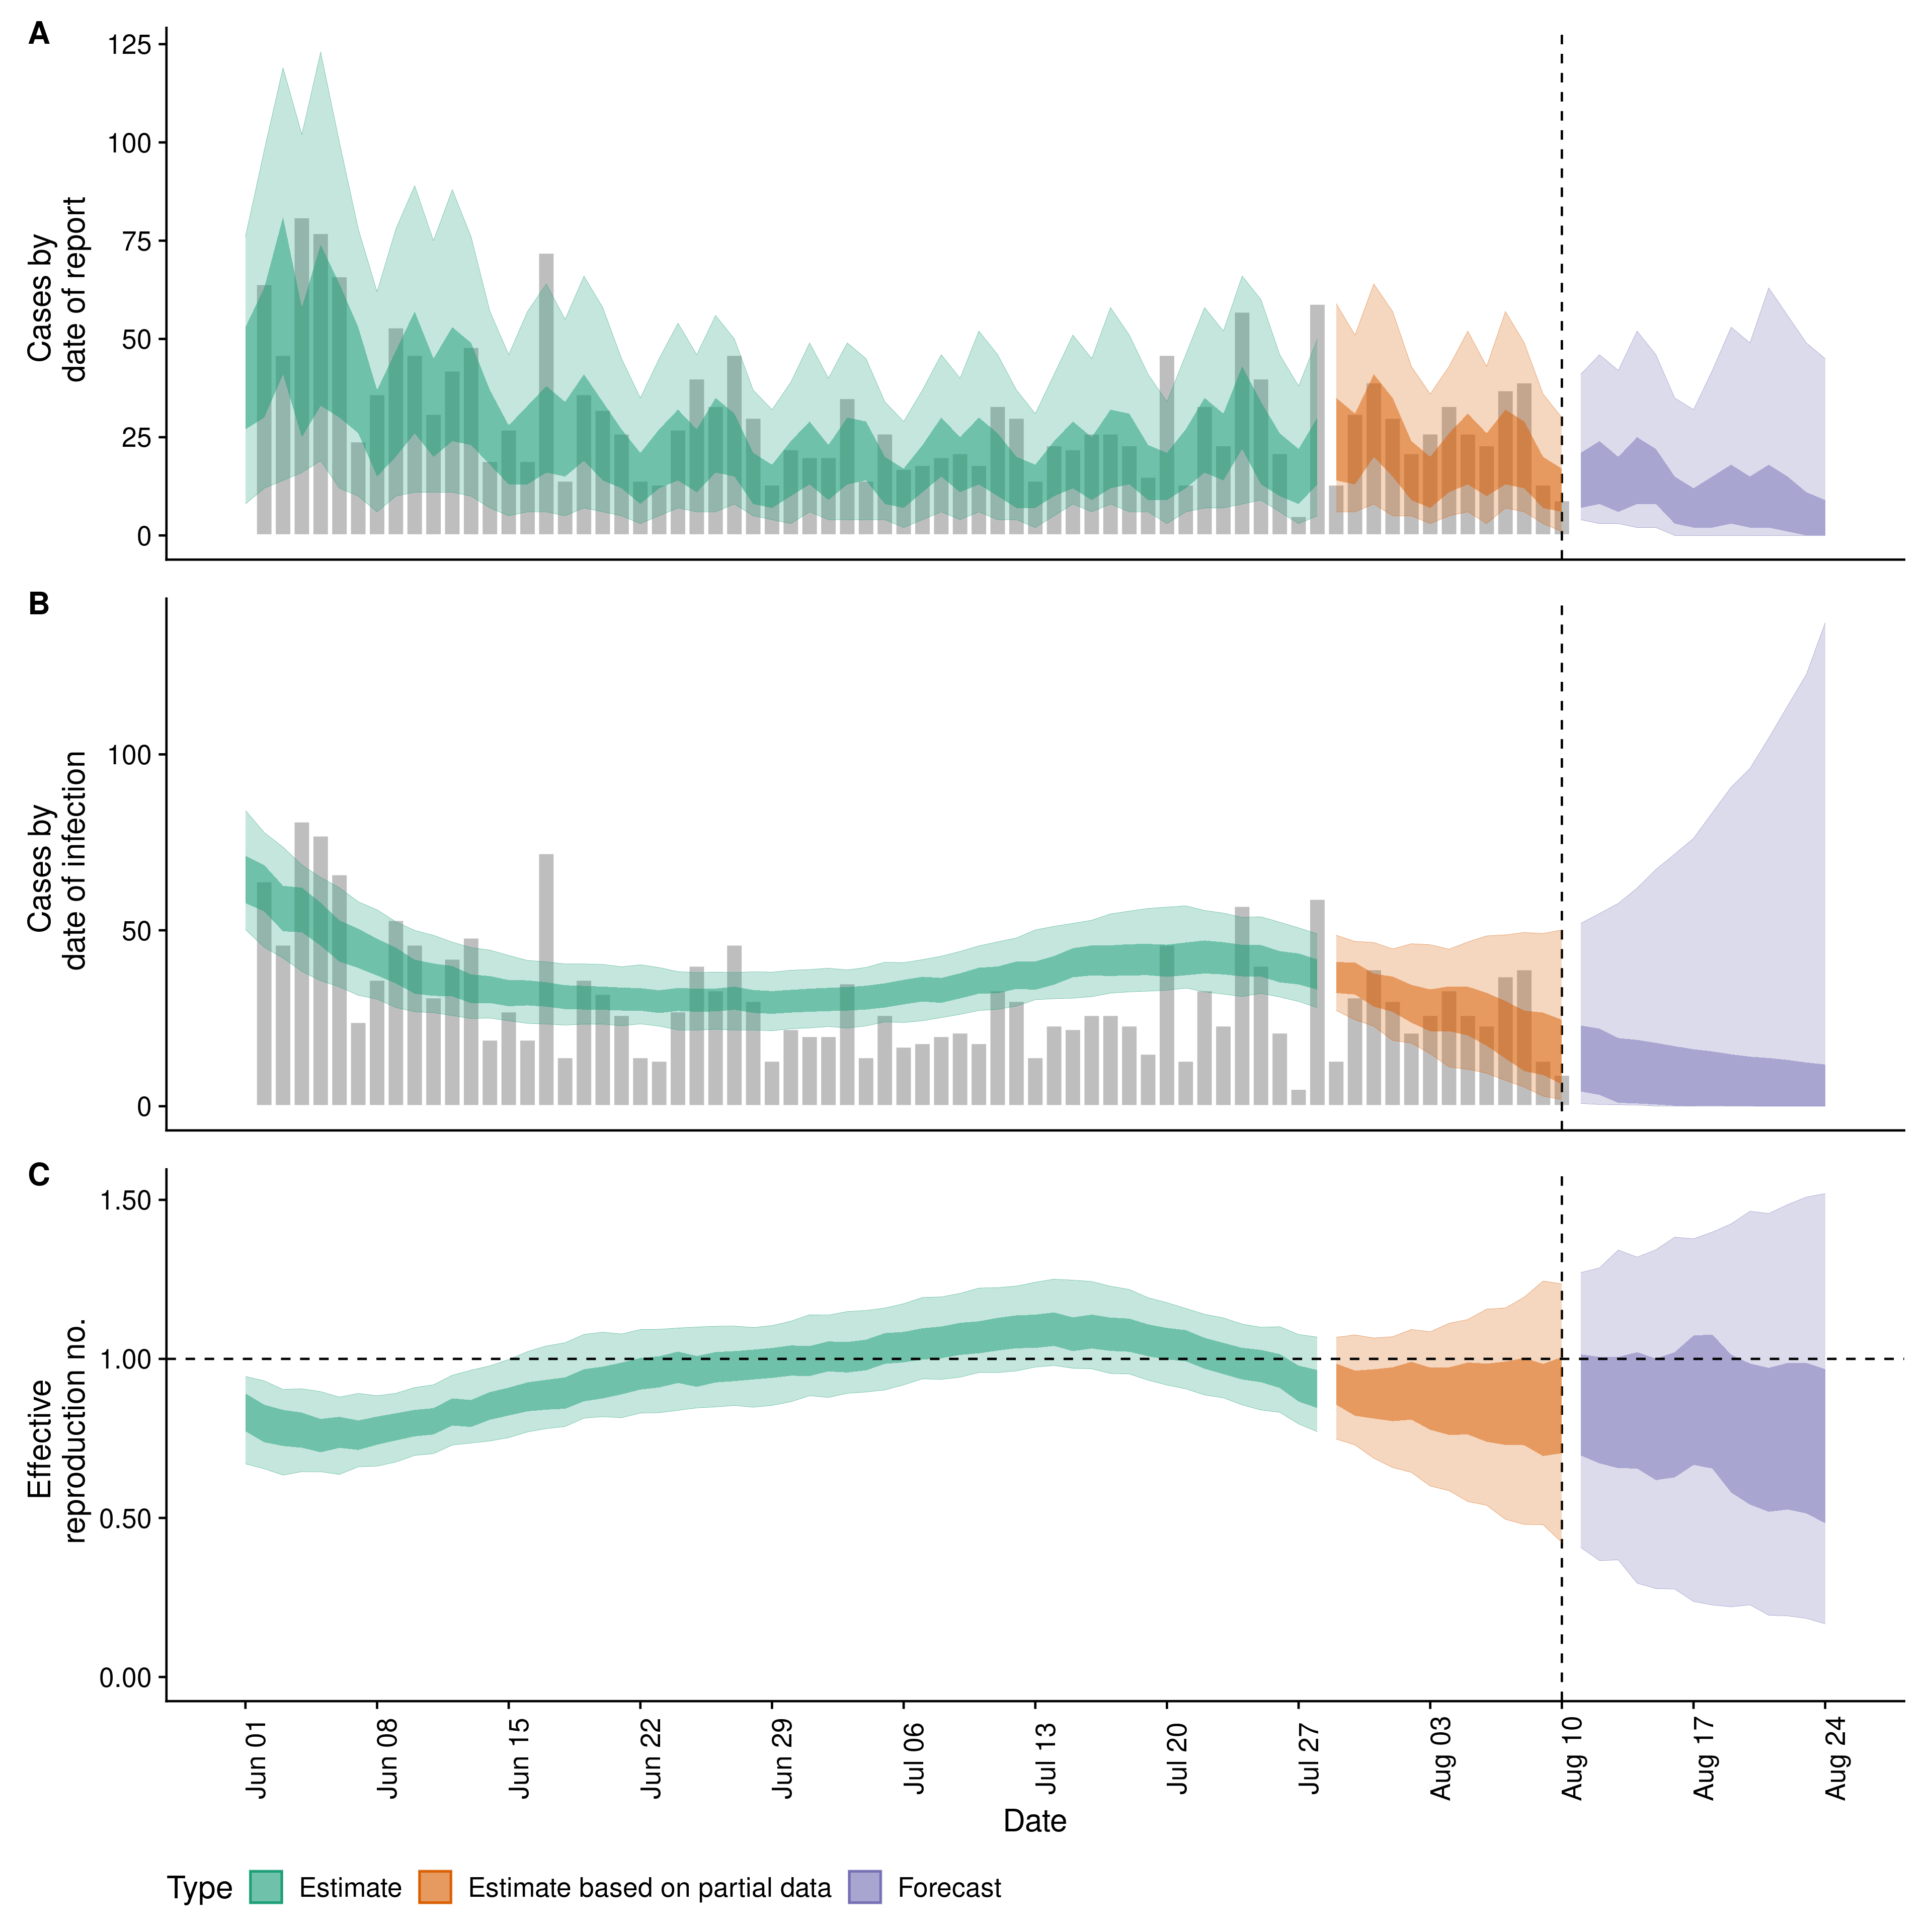 A
Cases by
date of report
125
100
75
50
25
0
B
Cases by
date of infection
100
50
0
C
Effective
reproduction no.
1.50
1.00
0.50
0.00
Jun 01
Jun 08
Jun 15
Jun 22
Jun 29
Jul 06
Jul 13
Jul 20
Jul 27
Aug 03
Aug 10
Aug 17
Aug 24
Date
Type Estimate Estimate based on partial data Forecast